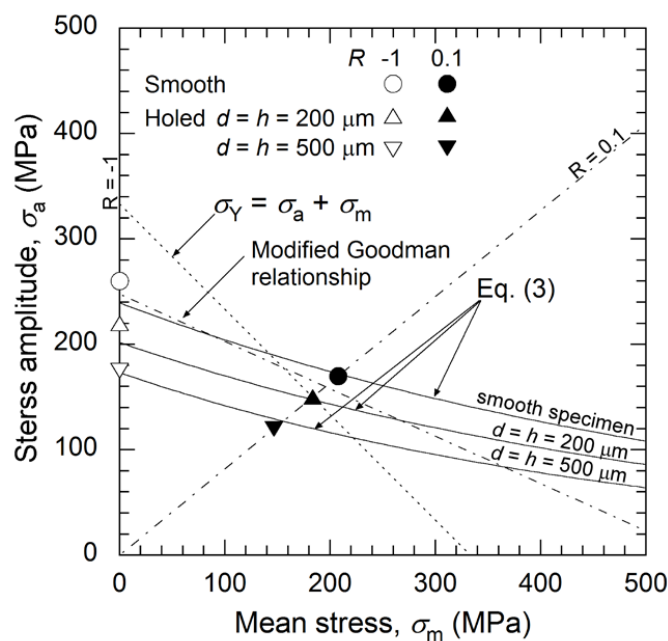 500
400
300
200
100
0
Sterss amplitude, σa (MPa)
R -1 0.1
Smooth
Holed d = h = 200 μm
d = h = 500 μm
R = -1
R = 0.1
σY = σa + σm
Modified Goodman
relationship
Eq. (3)
smooth specimen
d = h = 200 μm
d = h = 500 μm
0 100 200 300 400 500
Mean stress, σm (MPa)